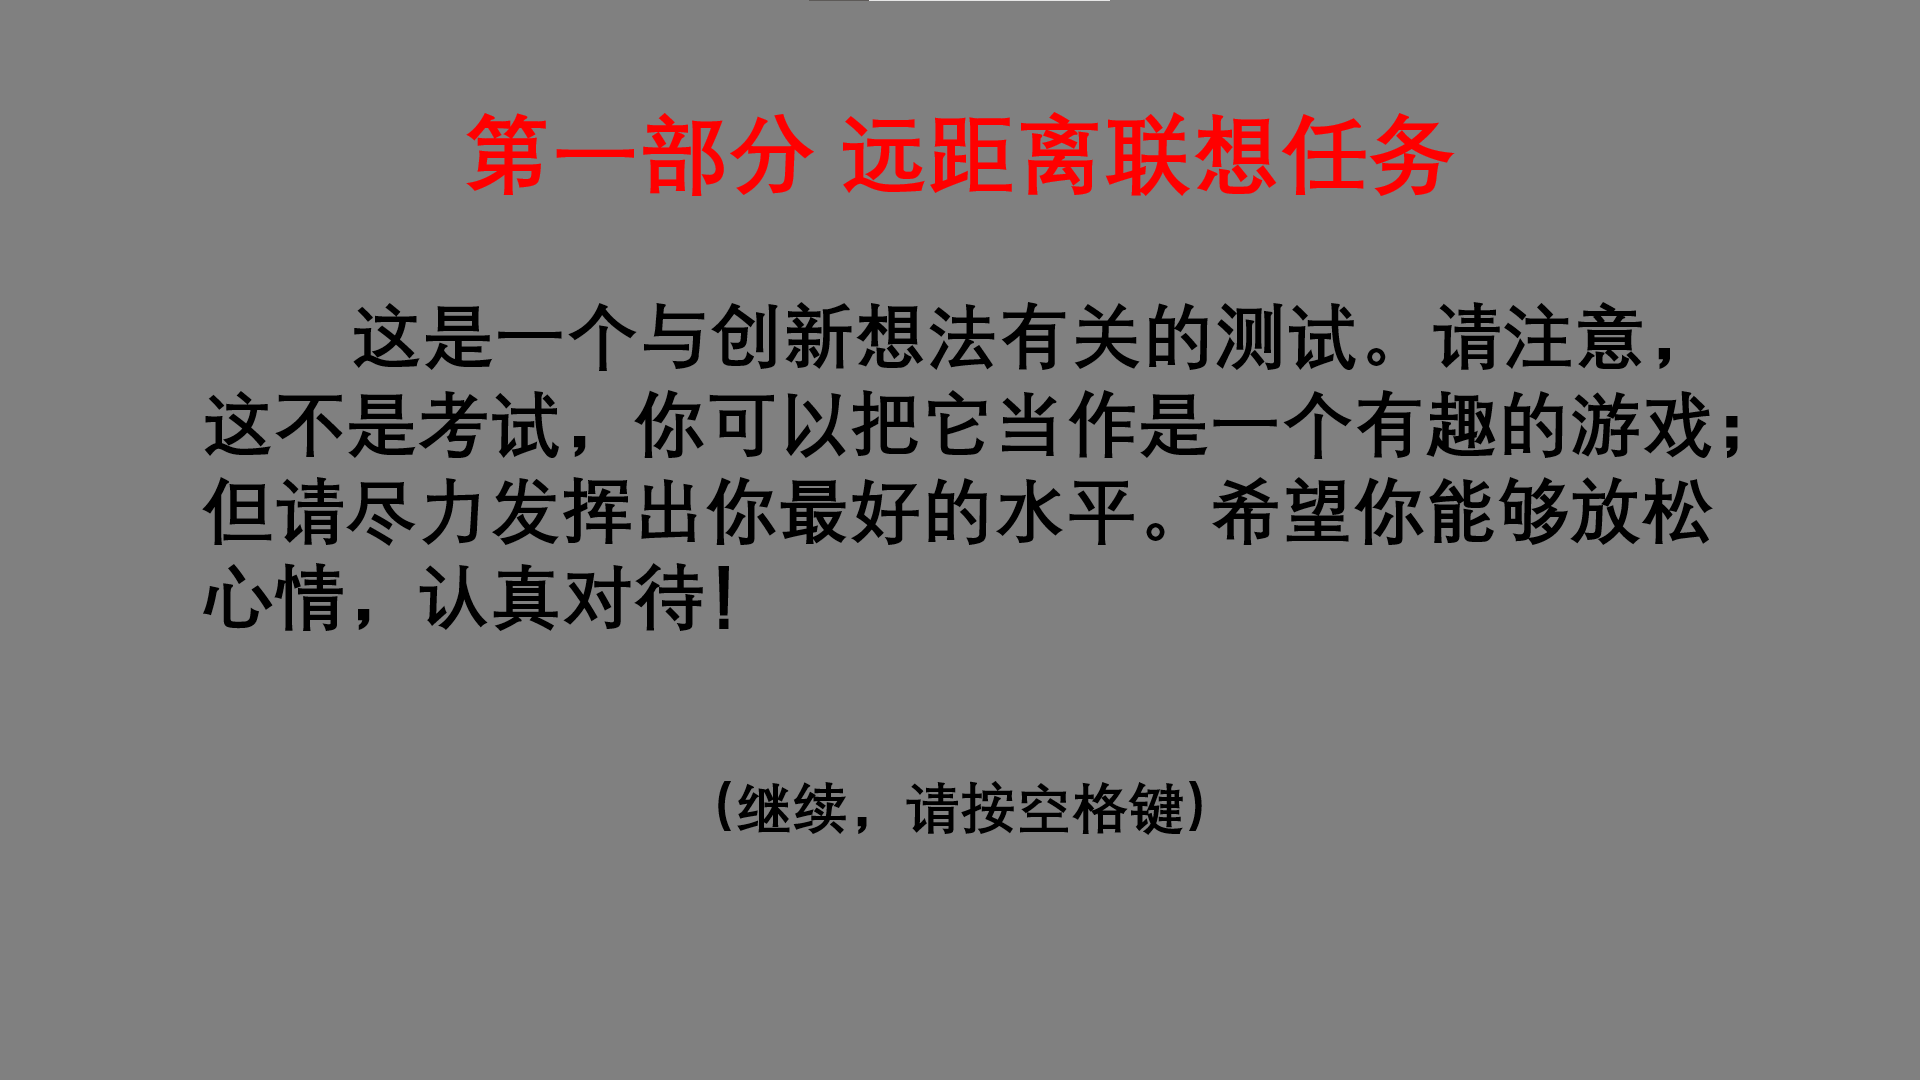 第一部分 远距离联想任务
这是一个与创新想法有关的测试。请注意，
这不是考试，你可以把它当作是一个有趣的游戏；
但请尽力发挥出你最好的水平。希望你能够放松
心情，认真对待！
（继续，请按空格键）